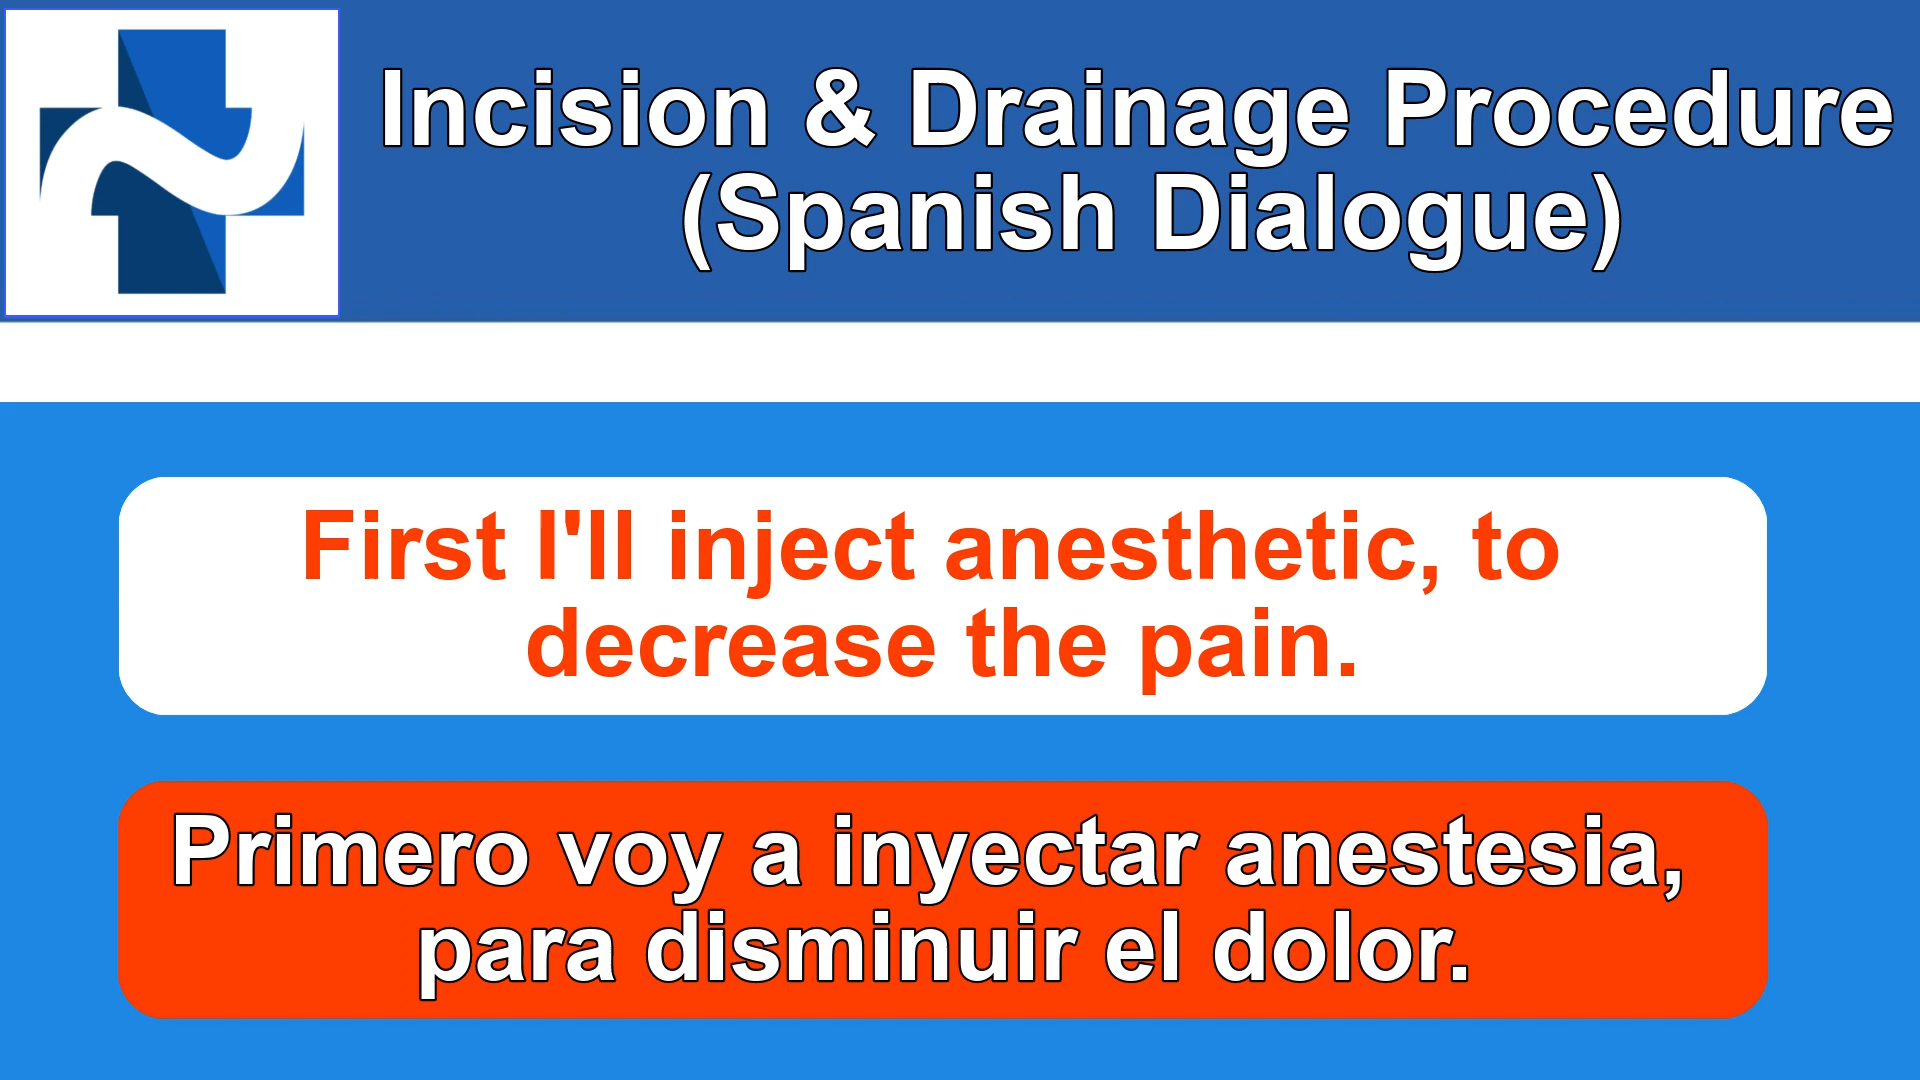 Incision & Drainage Procedure
(Spanish Dialogue)
First I'll inject anesthetic, to
decrease the pain.
Primero voy a inyectar anestesia,
para disminuir el dolor.